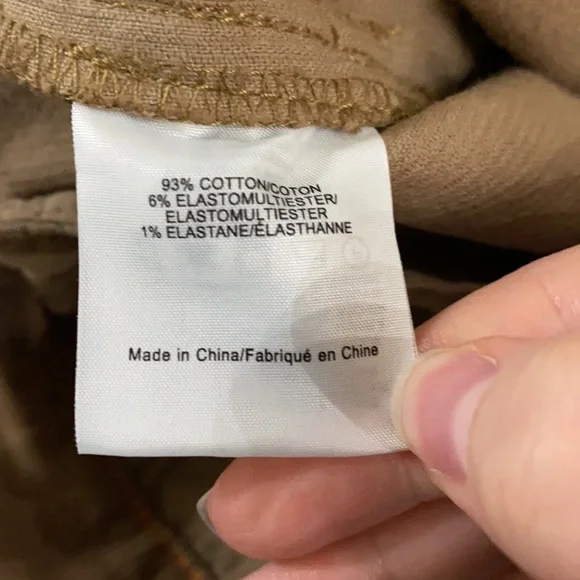 93% COTTON/COTON
6% ELASTOMULTIESTER/
ELASTOMULTIESTER
1% ELASTANE/ÉLASTHANNE
Made in China/Fabriqué en Chine